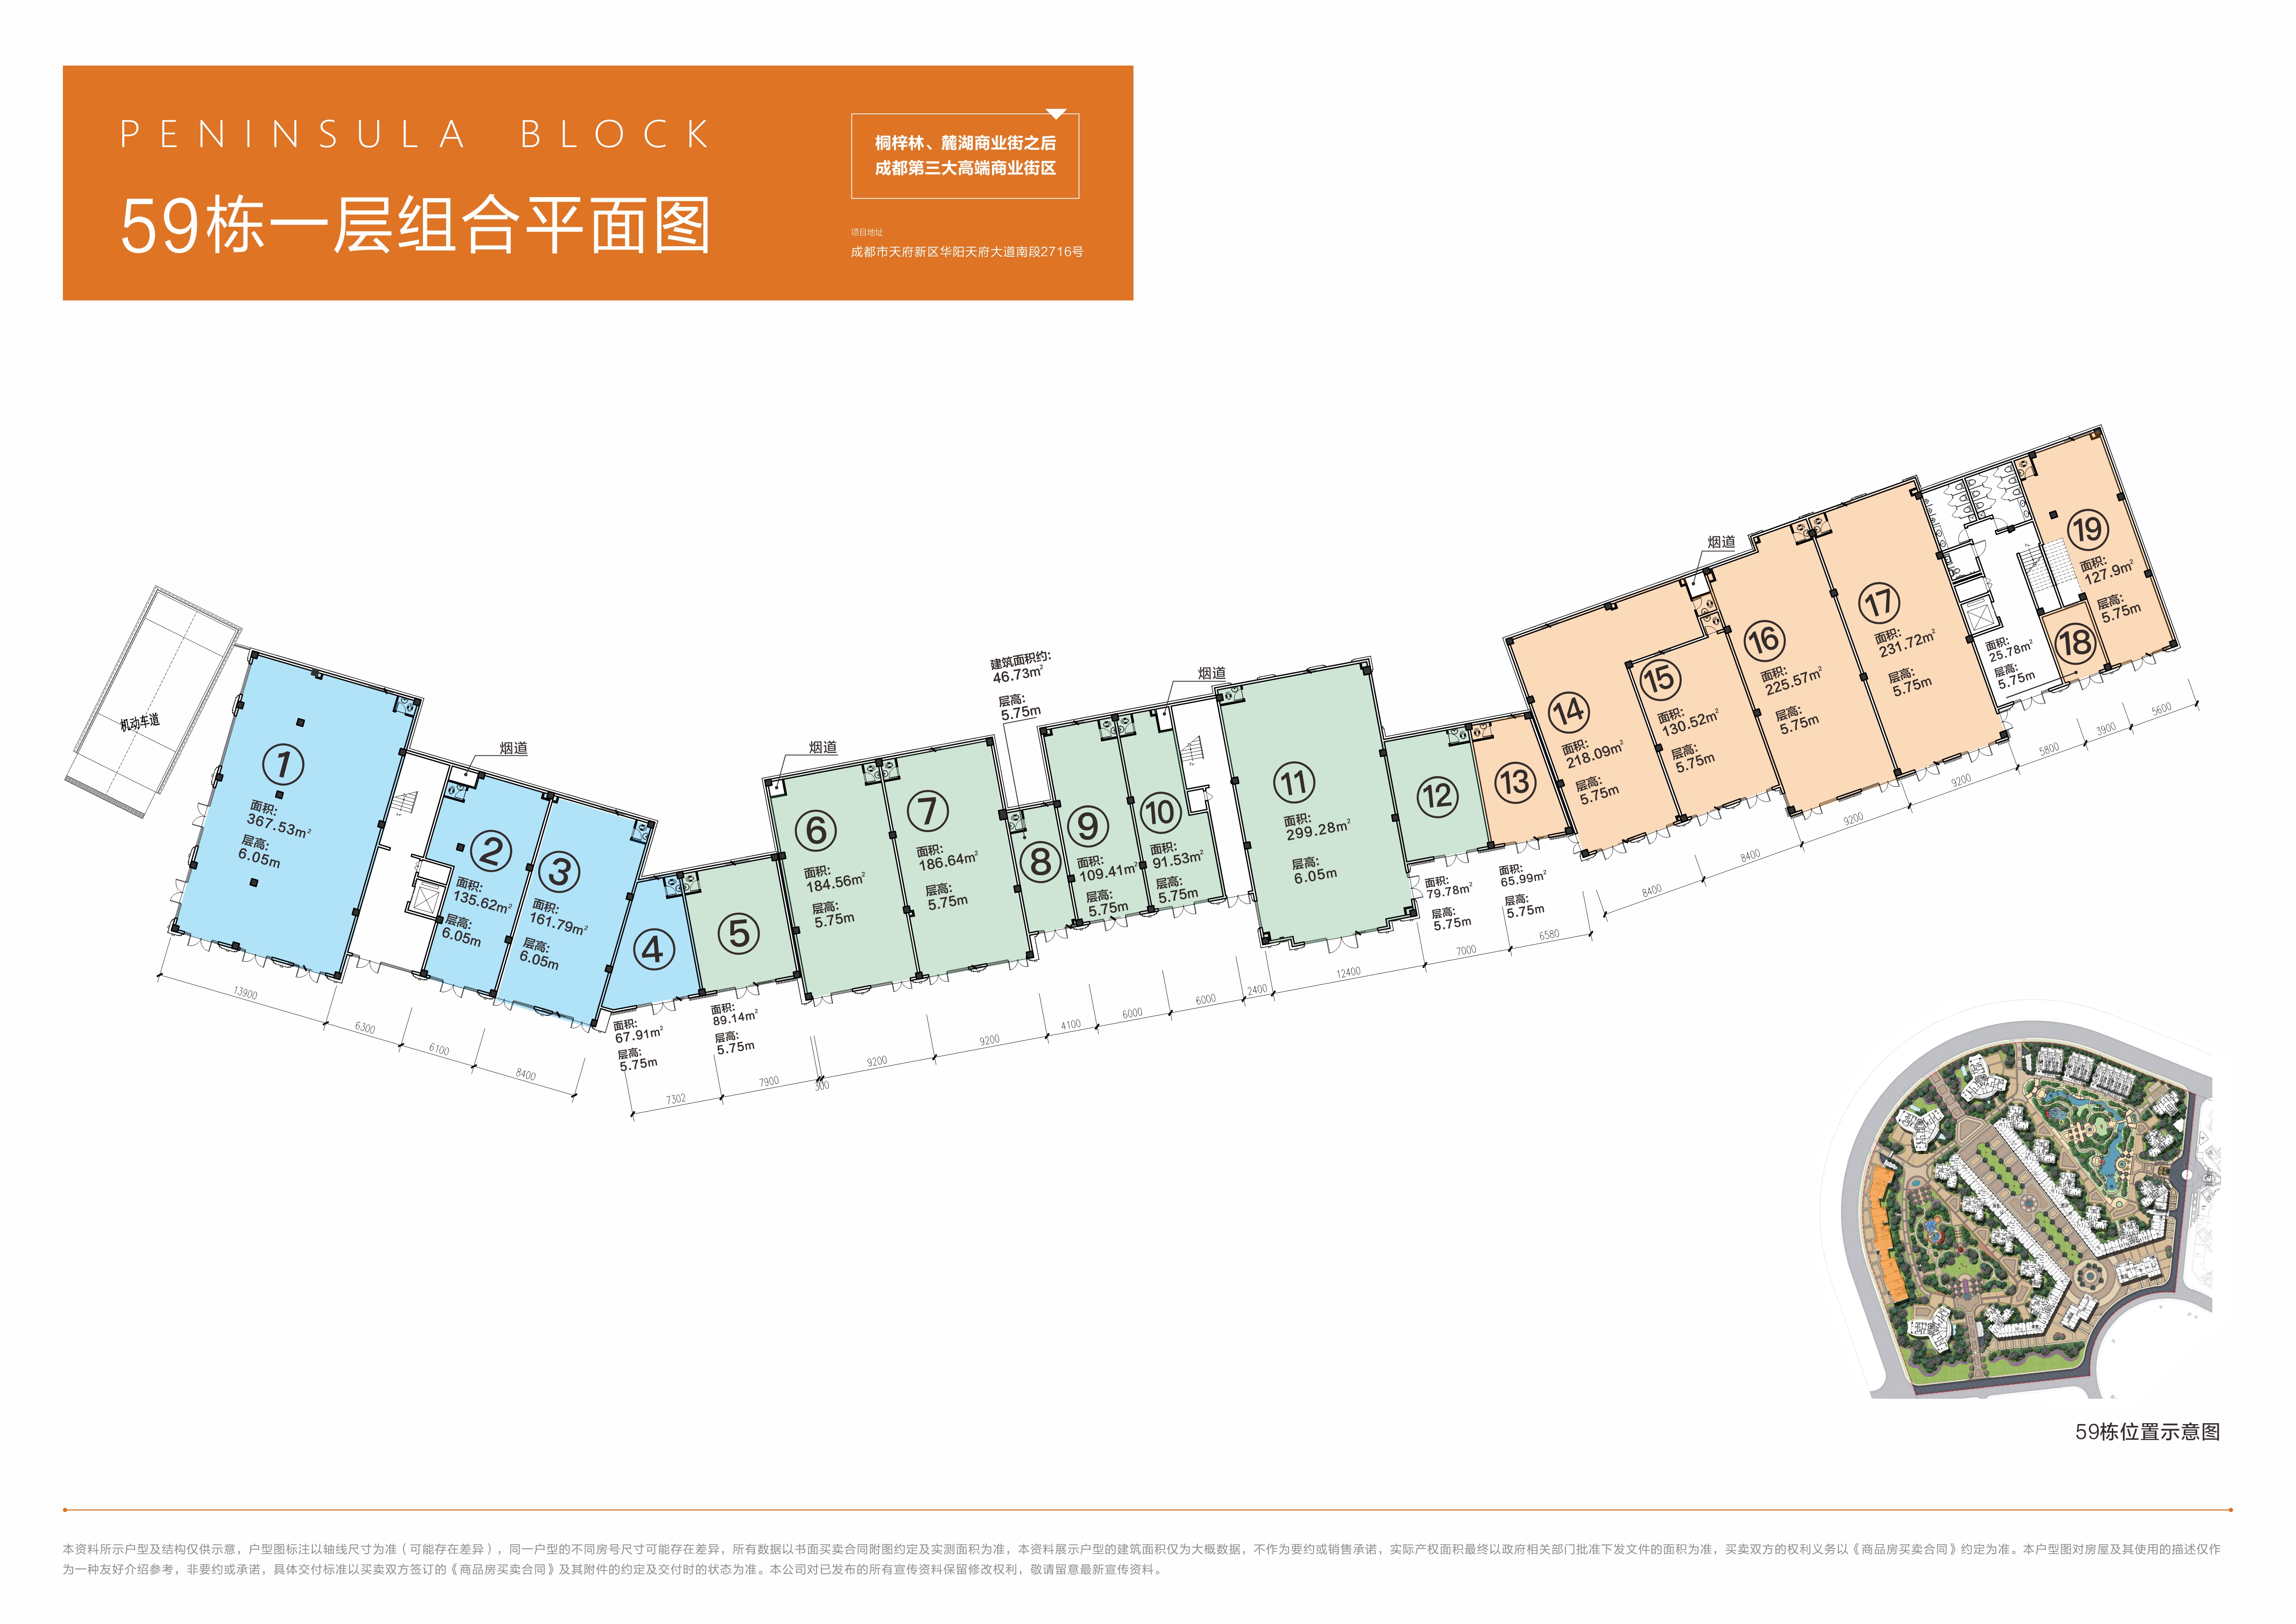 PENINSULA BLOCK
59栋一层组合平面图
桐梓林、麓湖商业街之后
成都第三大高端商业街区
项目地址
成都市天府新区华阳天府大道南段2716号
机动车道
1
面积:
367.53m²
层高:
6.05m
烟道
2
面积:
135.62m²
层高:
6.05m
3
面积:
161.79m²
层高:
6.05m
4
面积:
67.91m²
层高:
5.75m
5
面积:
89.14m²
层高:
5.75m
烟道
6
面积:
184.56m²
层高:
5.75m
7
面积:
186.64m²
层高:
5.75m
建筑面积约:
46.73m²
层高:
5.75m
8
9
面积:
109.41m²
层高:
5.75m
烟道
10
面积:
91.53m²
层高:
5.75m
11
面积:
299.28m²
层高:
6.05m
12
面积:
79.78m²
层高:
5.75m
13
面积:
65.99m²
层高:
5.75m
14
面积:
218.09m²
层高:
5.75m
15
面积:
130.52m²
层高:
5.75m
烟道
16
面积:
225.57m²
层高:
5.75m
17
面积:
231.72m²
层高:
5.75m
面积:
25.78m²
层高:
5.75m
18
19
面积:
127.9m²
层高:
5.75m
13900
6300
6100
8400
7302
7900
300
9200
9200
4100
6000
6000
2400
12400
7000
6580
8400
8400
9200
9200
5800
3900
5600
59栋位置示意图
本资料所示户型及结构仅供示意，户型图标注以轴线尺寸为准（可能存在差异），同一户型的不同房号尺寸可能存在差异，所有数据以书面买卖合同附图约定及实测面积为准，本资料展示户型的建筑面积仅为大概数据，不作为要约或销售承诺，实际产权面积最终以政府相关部门批准下发文件的面积为准，买卖双方的权利义务以《商品房买卖合同》约定为准。本户型图对房屋及其使用的描述仅作
为一种友好介绍参考，非要约或承诺，具体交付标准以买卖双方签订的《商品房买卖合同》及其附件的约定及交付时的状态为准。本公司对已发布的所有宣传资料保留修改权利，敬请留意最新宣传资料。